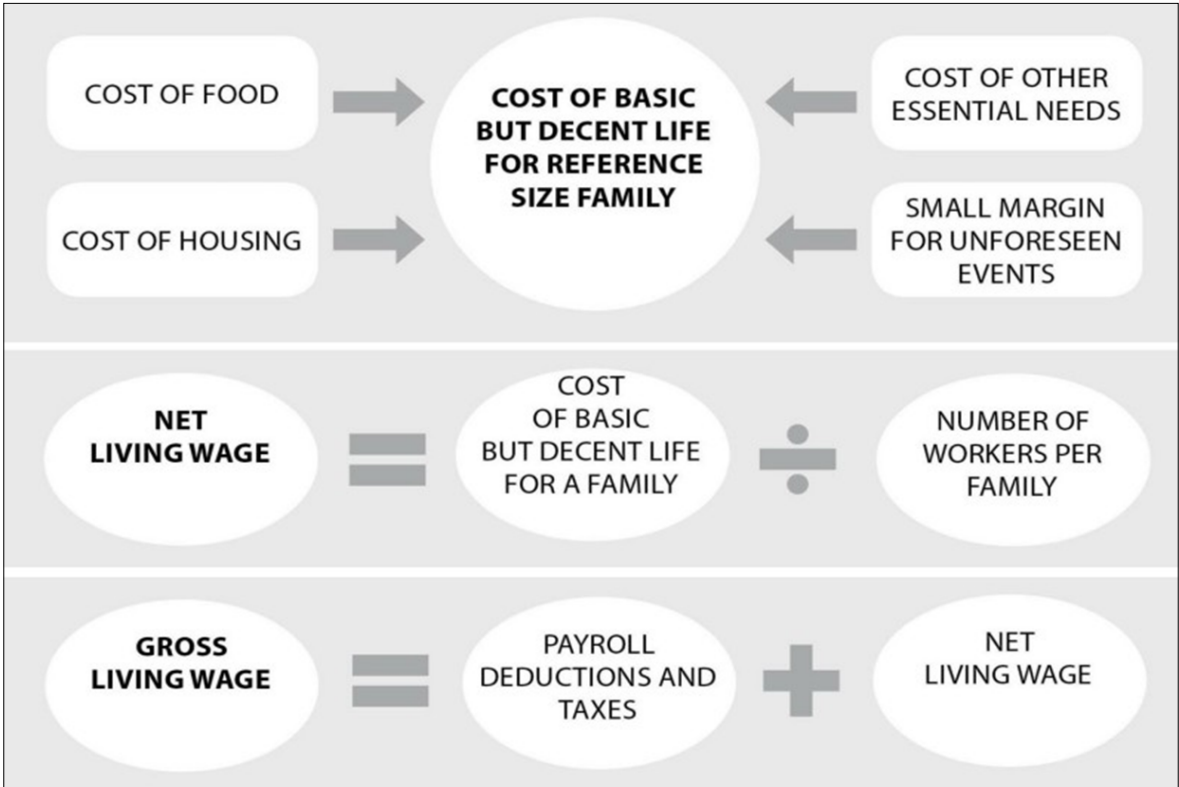 COST OF FOOD
COST OF HOUSING
COST OF BASIC
BUT DECENT LIFE
FOR REFERENCE
SIZE FAMILY
COST OF OTHER
ESSENTIAL NEEDS
SMALL MARGIN
FOR UNFORESEEN
EVENTS
NET
LIVING WAGE
COST
OF BASIC
BUT DECENT LIFE
FOR A FAMILY
NUMBER OF
WORKERS PER
FAMILY
GROSS
LIVING WAGE
PAYROLL
DEDUCTIONS AND
TAXES
NET
LIVING WAGE